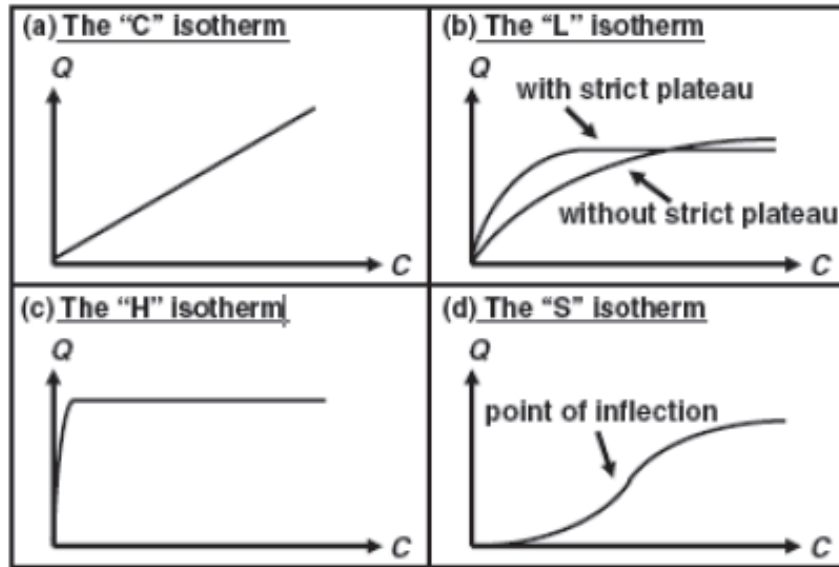 (a) The “C” isotherm
Q
C
(b) The “L” isotherm
Q
with strict plateau
without strict plateau
C
(c) The “H” isotherm
Q
C
(d) The “S” isotherm
Q
point of inflection
C